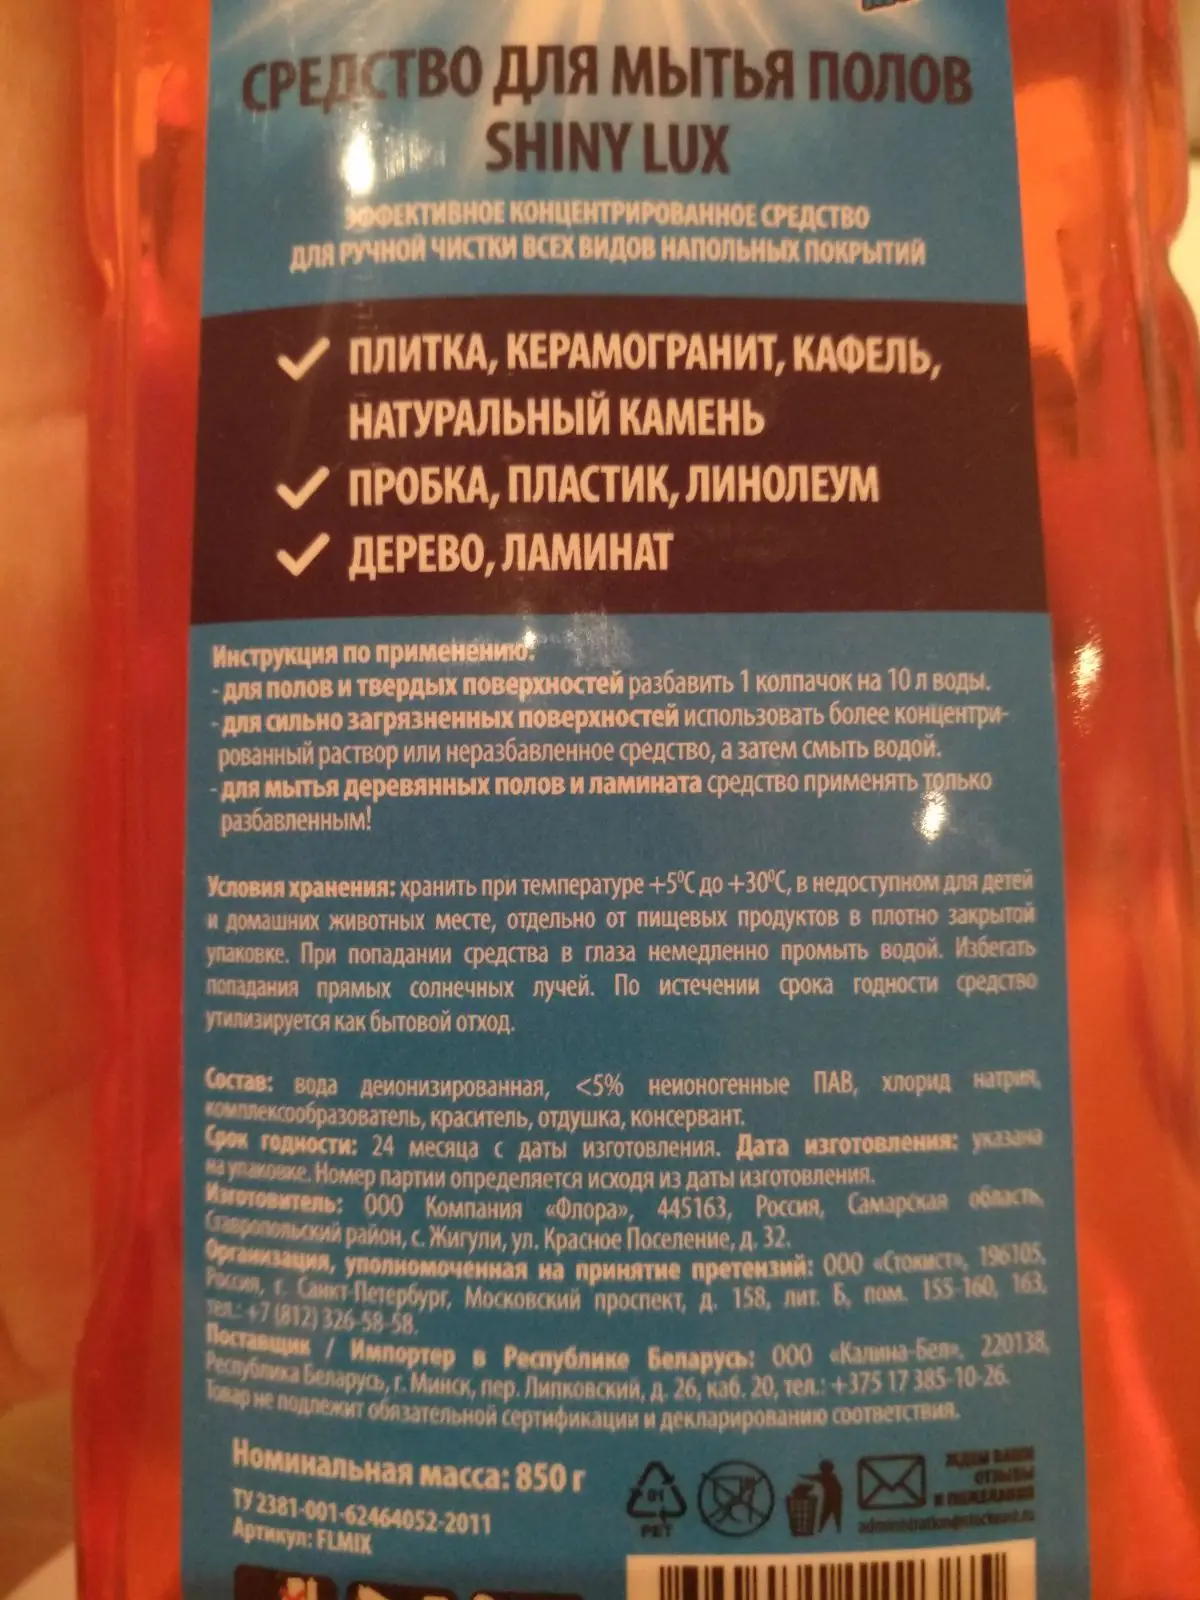 СРЕДСТВО ДЛЯ МЫТЬЯ ПОЛОВ
SHINY LUX
ЭФФЕКТИВНОЕ КОНЦЕНТРИРОВАННОЕ СРЕДСТВО
ДЛЯ РУЧНОЙ ЧИСТКИ ВСЕХ ВИДОВ НАПОЛЬНЫХ ПОКРЫТИЙ
ПЛИТКА, КЕРАМОГРАНИТ, КАФЕЛЬ,
НАТУРАЛЬНЫЙ КАМЕНЬ
ПРОБКА, ПЛАСТИК, ЛИНОЛЕУМ
ДЕРЕВО, ЛАМИНАТ
Инструкция по применению:
- для полов и твердых поверхностей разбавить 1 колпачок на 10 л воды.
- для сильно загрязненных поверхностей использовать более концентри-
рованный раствор или неразбавленное средство, а затем смыть водой.
- для мытья деревянных полов и ламината средство применять только
разбавленным!
Условия хранения: хранить при температуре +5⁰С до +30⁰С, в недоступном для детей
и домашних животных месте, отдельно от пищевых продуктов в плотно закрытой
упаковке. При попадании средства в глаза немедленно промыть водой. Избегать
попадания прямых солнечных лучей. По истечении срока годности средство
утилизируется как бытовой отход.
Состав: вода деионизированная, <5% неионогенные ПАВ, хлорид натрия,
комплексообразователь, краситель, отдушка, консервант.
Срок годности: 24 месяца с даты изготовления. Дата изготовления: указана
на упаковке. Номер партии определяется исходя из даты изготовления.
Изготовитель: ООО Компания «Флора», 445163, Россия, Самарская область,
Ставропольский район, с. Жигули, ул. Красное Поселение, д. 32.
Организация, уполномоченная на принятие претензий: ООО «Стокист», 196105,
Россия, г. Санкт-Петербург, Московский проспект, д. 158, лит. Б, пом. 155-160, 163,
тел.: +7 (812) 326-58-58.
Поставщик / Импортер в Республике Беларусь: ООО «Калина-Бел», 220138,
Республика Беларусь, г. Минск, пер. Липковский, д. 26, каб. 20, тел.: +375 17 385-10-26.
Товар не подлежит обязательной сертификации и декларированию соответствия.
Номинальная масса: 850 г
ТУ 2381-001-62464052-2011
Артикул: FLMIX
01
PET
ЖДЕМ ВАШИ
ОТЗЫВЫ
И ПОЖЕЛАНИЯ